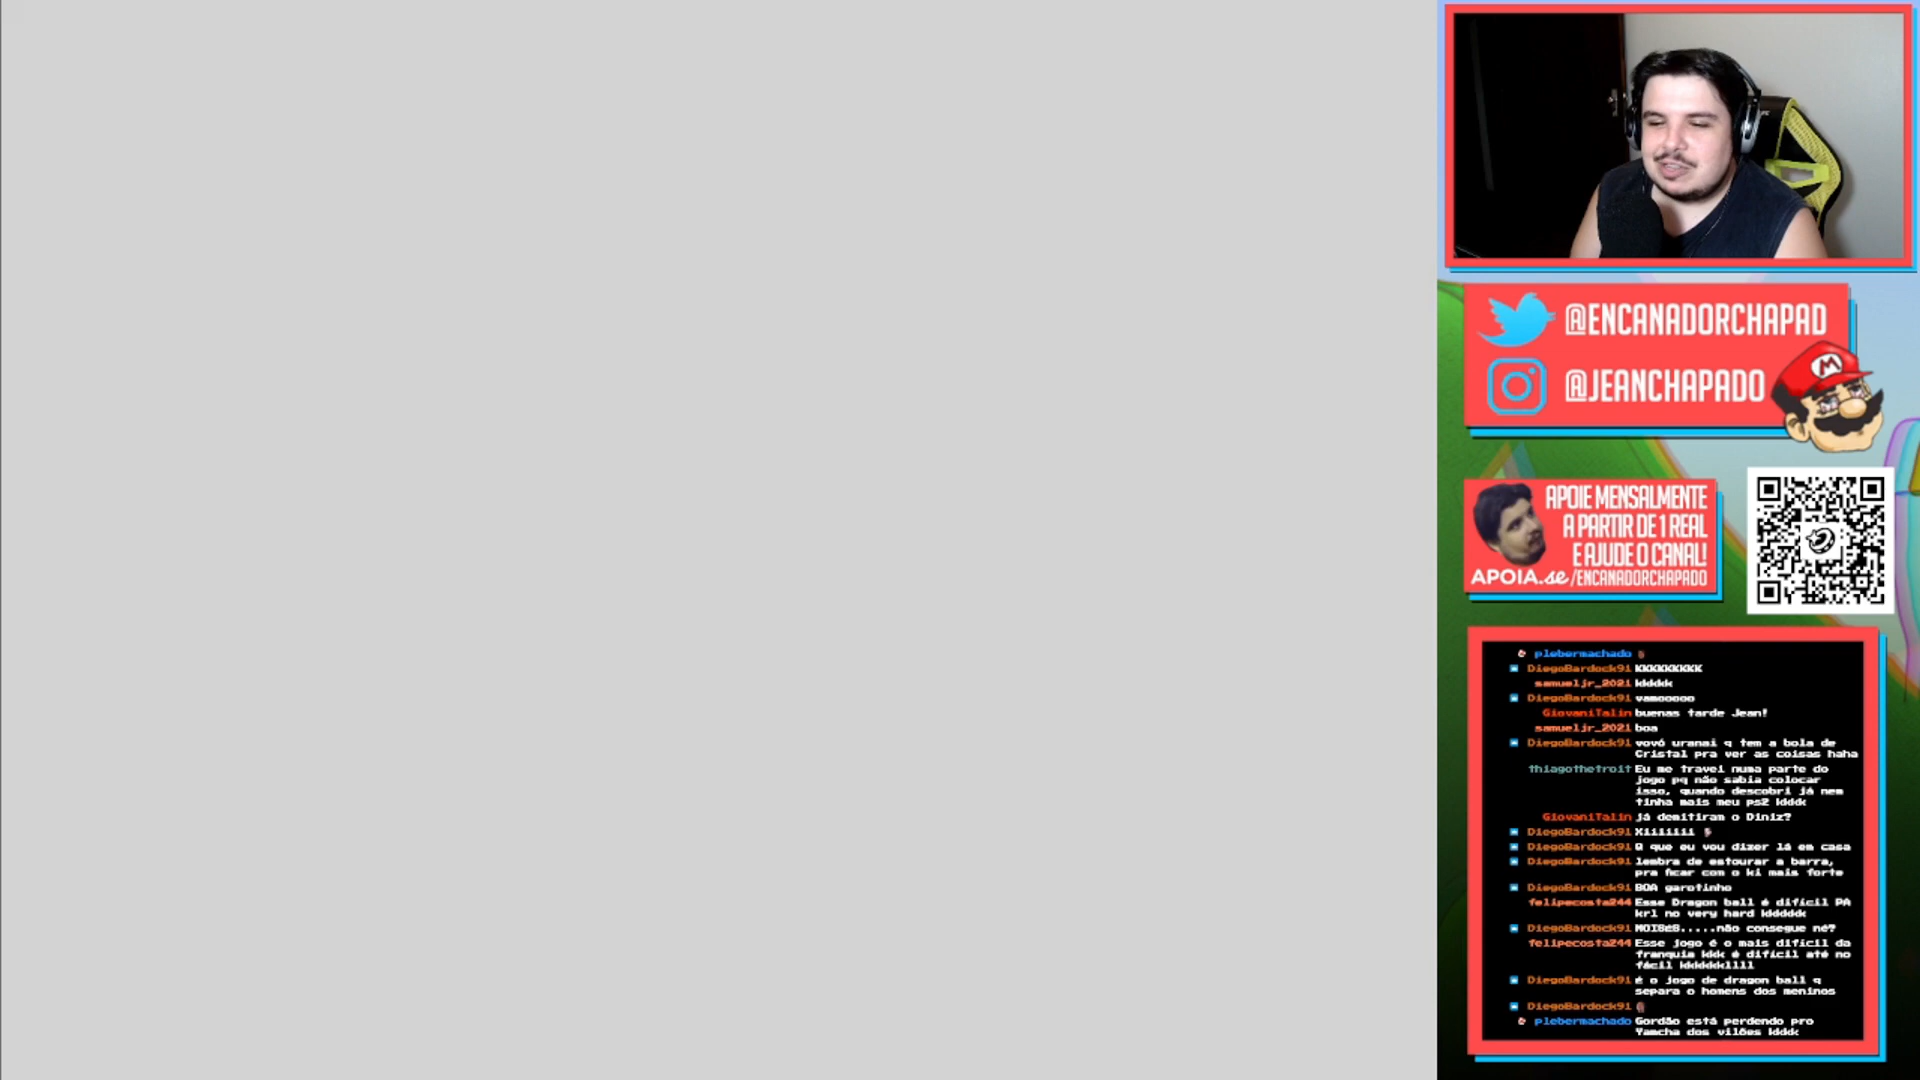 @ENCANADORCHAPAD
@JEANCHAPADO
M
APOIE MENSALMENTE
A PARTIR DE 1 REAL
E AJUDE O CANAL!
APOIA.se/ENCANADORCHAPADO
plebermachado
DiegoBardock91 KKKKKKKKK
samueljr_2021 kkkkk
DiegoBardock91 vamooooo
GiovaniTalin buenas tarde Jean!
samueljr_2021 boa
DiegoBardock91 vovó uranai q tem a bola de
Cristal pra ver as coisas haha
thiagothetroit Eu me travei numa parte do
jogo pq não sabia colocar
isso, quando descobri já nem
tinha mais meu ps2 kkkk
GiovaniTalin já demitiram o Diniz?
DiegoBardock91 Xiiiiiii
DiegoBardock91 O que eu vou dizer lá em casa
DiegoBardock91 lembra de estourar a barra,
pra ficar com o ki mais forte
DiegoBardock91 BOA garotinho
felipecosta244 Esse Dragon ball é difícil PA
krl no very hard kkkkkk
DiegoBardock91 MOISéS.....não consegue né?
felipecosta244 Esse jogo é o mais difícil da
franquia kkk é difícil até no
fácil kkkkkkllll
DiegoBardock91 é o jogo de dragon ball q
separa o homens dos meninos
DiegoBardock91
plebermachado Gordão está perdendo pro
Yamcha dos vilões kkkk